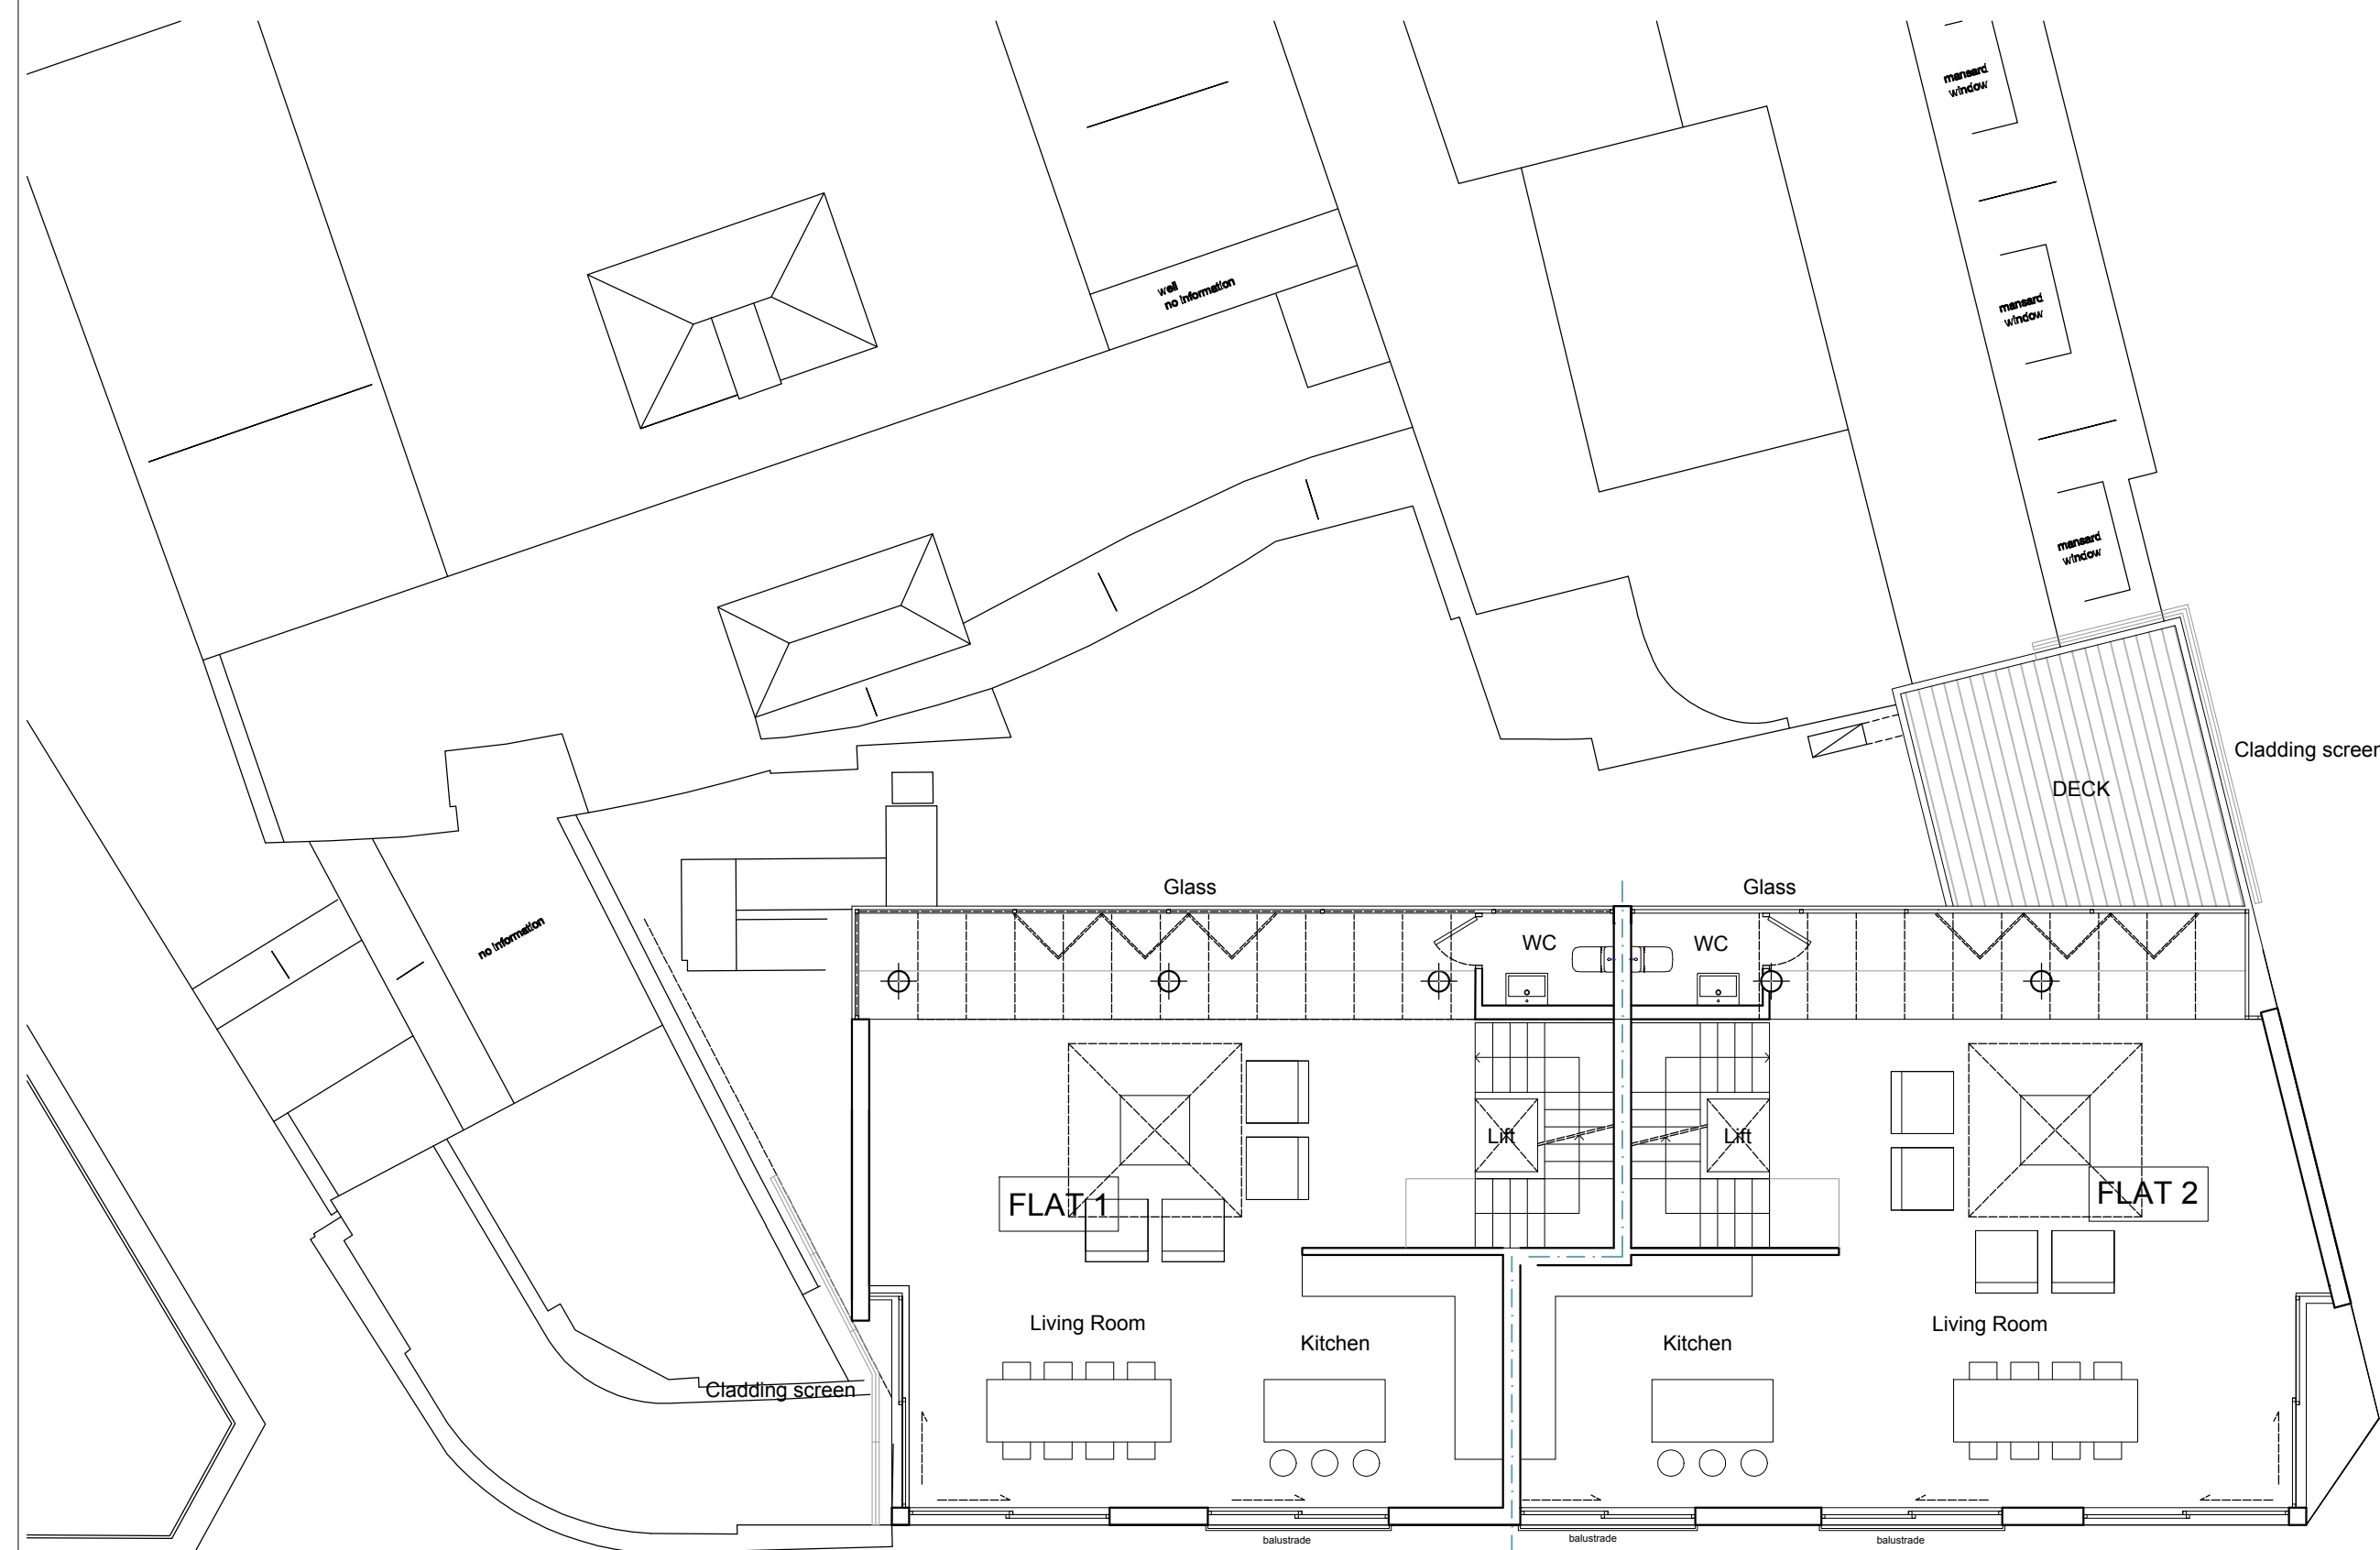 mansard
window
well
no information
mansard
window
mansard
window
Cladding screen
DECK
Glass
Glass
no information
WC
WC
Lift
Lift
FLAT 1
FLAT 2
Living Room
Kitchen
Kitchen
Living Room
Cladding screen
balustrade
balustrade
balustrade